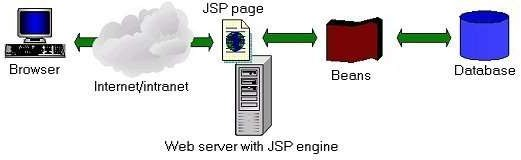 JSP page
Browser
Internet/intranet
Beans
Database
Web server with JSP engine